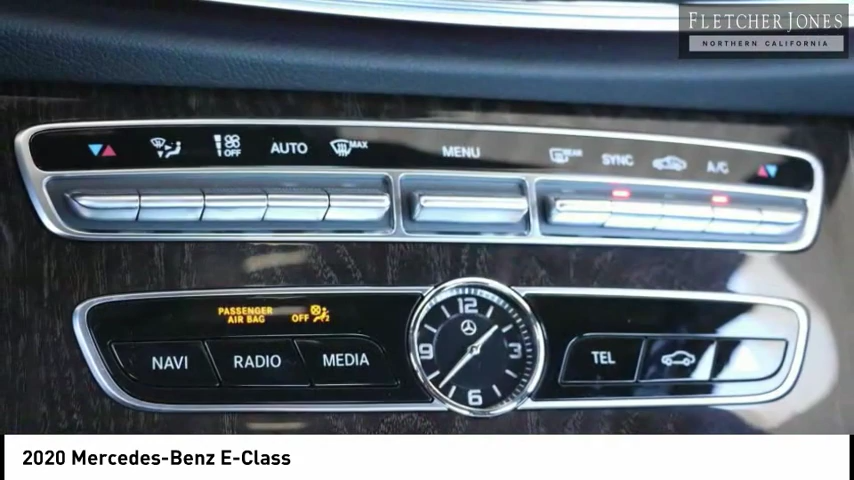 FLETCHER JONES
NORTHERN CALIFORNIA
OFF AUTO MAX MENU REAR SYNC A/C
PASSENGER
AIR BAG OFF 2
12
9 3
6
NAVI RADIO MEDIA TEL
2020 Mercedes-Benz E-Class